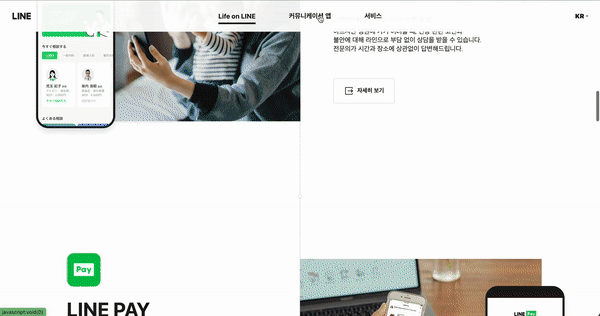 LINE
Life on LINE
커뮤니케이션 앱
서비스
KR
불안에 대해 라인으로 부담 없이 상담을 받을 수 있습니다.
전문의가 시간과 장소에 상관없이 답변해드립니다.
자세히 보기
今すぐ相談する
よくある相談
Pay
LINE PAY
LINE Pay
javascript:void(0)